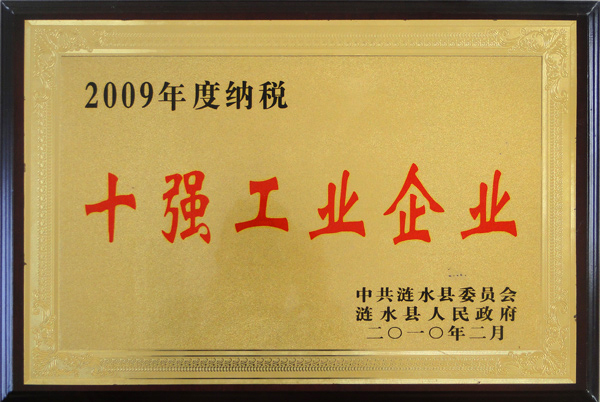 2009年度纳税
十强工业企业
中共涟水县委员会
涟水县人民政府
二〇一〇年二月